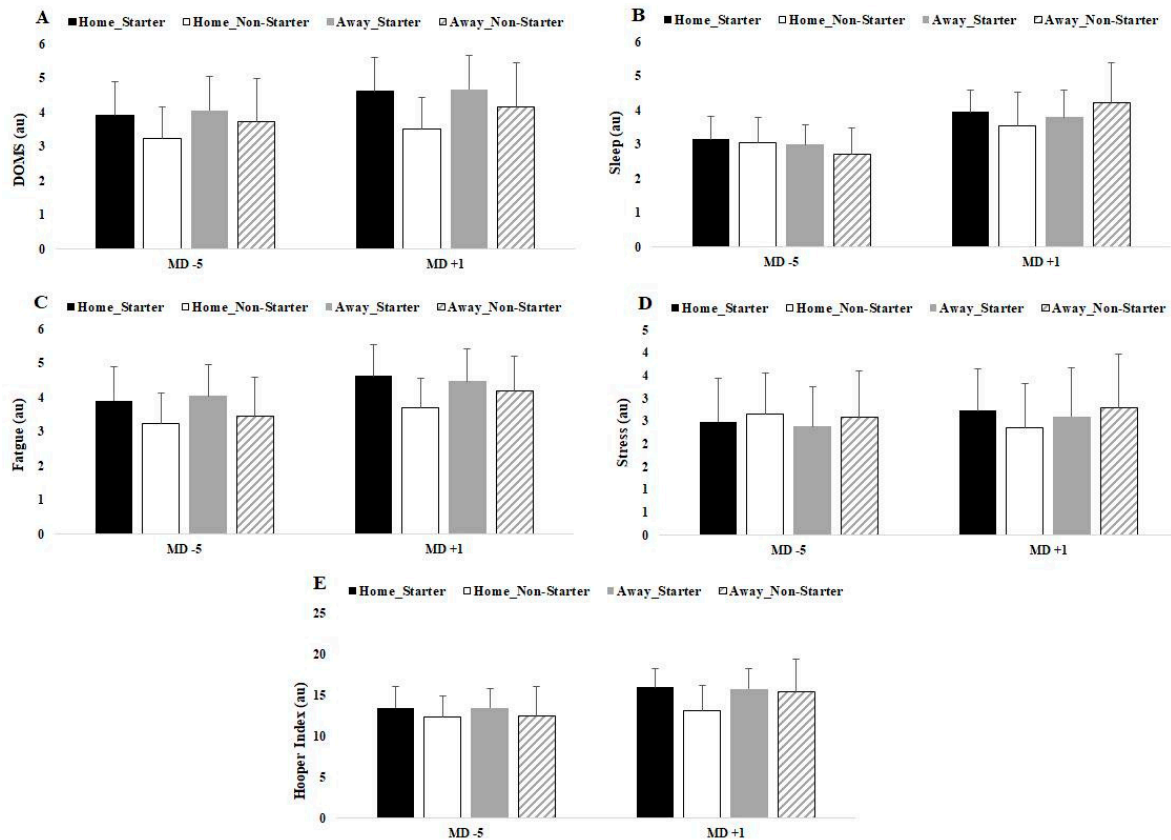 A
Home_Starter Home_Non-Starter Away_Starter Away_Non-Starter
6
5
4
3
2
1
0
DOMS (au)
MD -5 MD +1
B
Home_Starter Home_Non-Starter Away_Starter Away_Non-Starter
6
5
4
3
2
1
0
Sleep (au)
MD -5 MD +1
C
Home_Starter Home_Non-Starter Away_Starter Away_Non-Starter
6
5
4
3
2
1
0
Fatgue (au)
MD -5 MD +1
D
Home_Starter Home_Non-Starter Away_Starter Away_Non-Starter
5
4
4
3
3
2
2
1
1
0
Stress (au)
MD -5 MD +1
E
Home_Starter Home_Non-Starter Away_Starter Away_Non-Starter
25
20
15
10
5
0
Hooper Index (au)
MD -5 MD +1